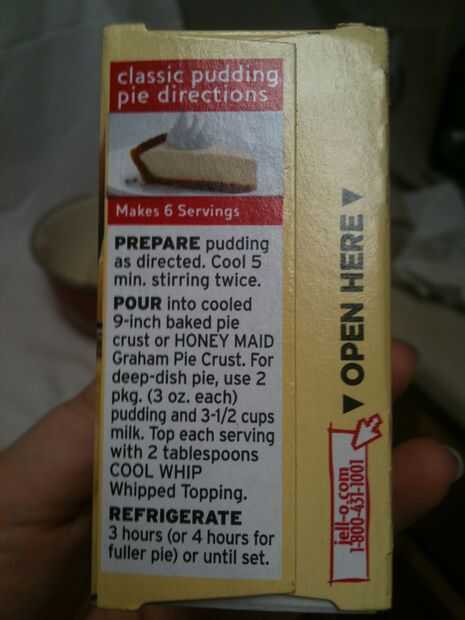 classic pudding
pie directions
Makes 6 Servings
PREPARE pudding
as directed. Cool 5
min. stirring twice.
POUR into cooled
9-inch baked pie
crust or HONEY MAID
Graham Pie Crust. For
deep-dish pie, use 2
pkg. (3 oz. each)
pudding and 3-1/2 cups
milk. Top each serving
with 2 tablespoons
COOL WHIP
Whipped Topping.
REFRIGERATE
3 hours (or 4 hours for
fuller pie) or until set.
OPEN HERE
jell-o.com
1-800-431-1001